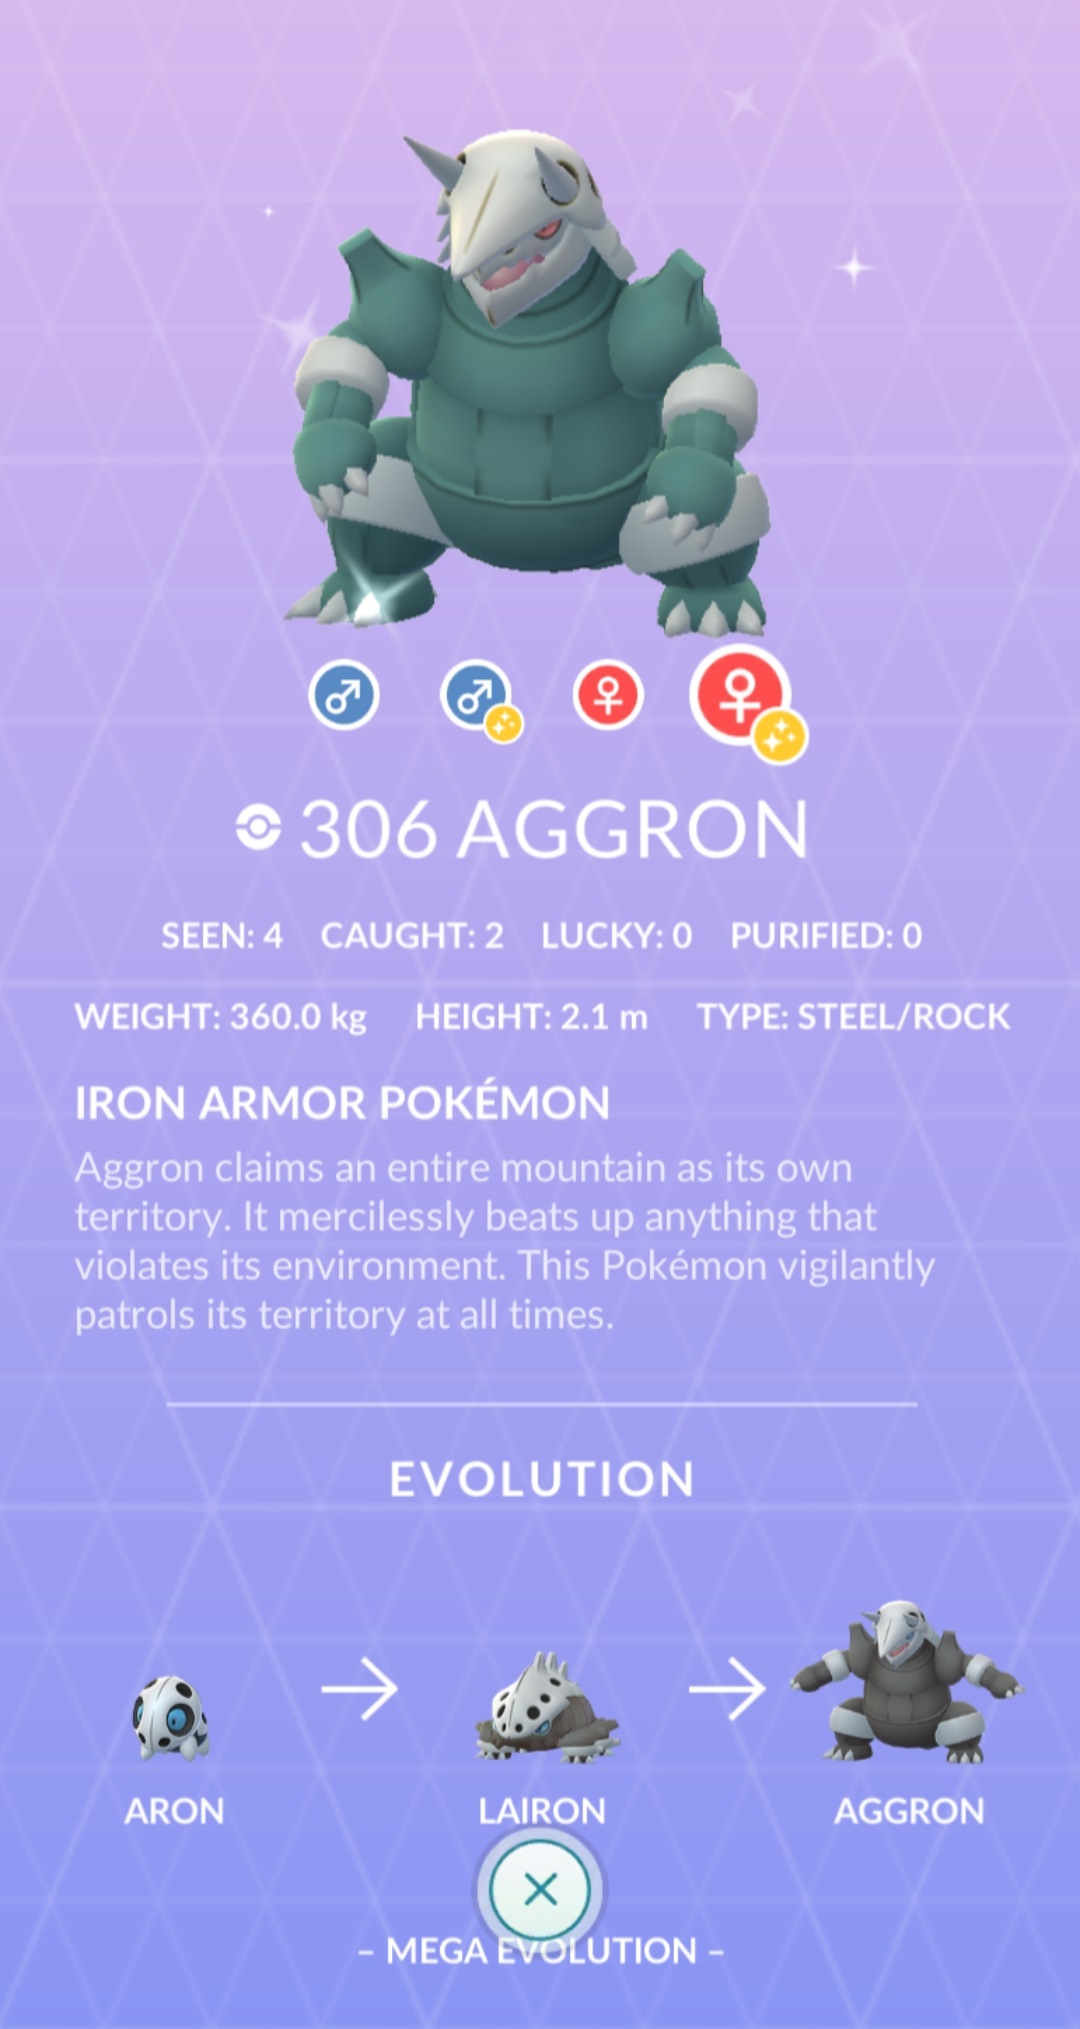 306 AGGRON
SEEN: 4 CAUGHT: 2 LUCKY: 0 PURIFIED: 0
WEIGHT: 360.0 kg HEIGHT: 2.1 m TYPE: STEEL/ROCK
IRON ARMOR POKÉMON
Aggron claims an entire mountain as its own
territory. It mercilessly beats up anything that
violates its environment. This Pokémon vigilantly
patrols its territory at all times.
EVOLUTION
ARON LAIRON AGGRON
– MEGA EVOLUTION –